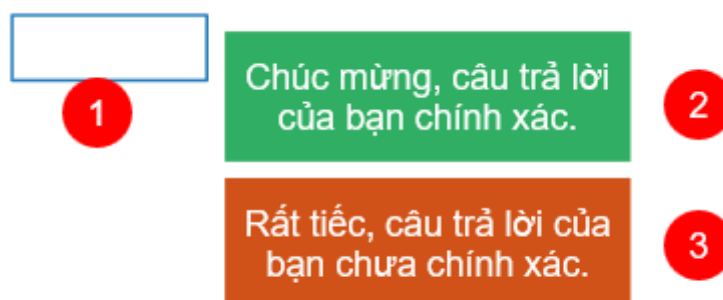 1
Chúc mừng, câu trả lời
của bạn chính xác.
2
Rất tiếc, câu trả lời của
bạn chưa chính xác.
3